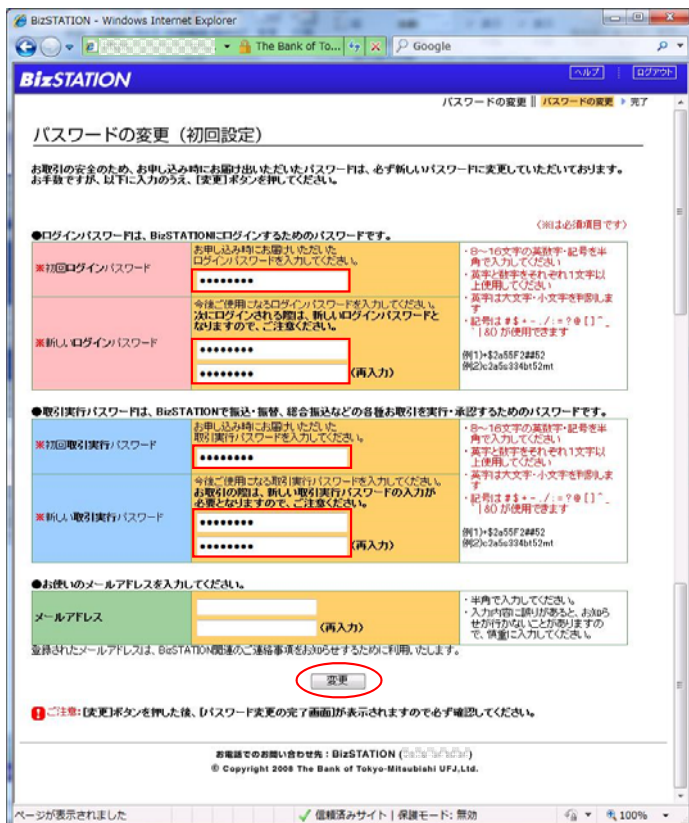 BizSTATION - Windows Internet Explorer
The Bank of To...
Google
BizSTATION
ヘルプ | ログアウト
パスワードの変更 || パスワードの変更 ▶ 完了
パスワードの変更(初回設定)
お取引の安全のため、お申し込み時にお届け出いただいたパスワードは、必ず新しいパスワードに変更していただいております。
お手数ですが、以下に入力のうえ、[変更]ボタンを押してください。
(※は必須項目です)
●ログインパスワードは、BizSTATIONにログインするためのパスワードです。
※初回ログインパスワード
お申し込み時にお届けいただいた
ログインパスワードを入力してください。
●●●●●●●●
・8～16文字の英数字・記号を半
角で入力してください
・英字と数字をそれぞれ1文字以
上使用してください
・英字は大文字・小文字を判別しま
す
・記号は#$+-./:=?@[]^_
`|&()が使用できます
例1)+$2a55F2##52
例2)c2a5s334bt52mt
※新しいログインパスワード
今後ご使用になるログインパスワードを入力してください。
次にログインされる際は、新しいログインパスワードと
なりますので、ご注意ください。
●●●●●●●●
●●●●●●●● (再入力)
●取引実行パスワードは、BizSTATIONで振込・振替、総合振込などの各種お取引を実行・承認するためのパスワードです。
※初回取引実行パスワード
お申し込み時にお届けいただいた
取引実行パスワードを入力してください。
●●●●●●●●
・8～16文字の英数字・記号を半
角で入力してください
・英字と数字をそれぞれ1文字以
上使用してください
・英字は大文字・小文字を判別しま
す
・記号は#$+-./:=?@[]^_
`|&()が使用できます
例1)+$2a55F2##52
例2)c2a5s334bt52mt
※新しい取引実行パスワード
今後ご使用になる取引実行パスワードを入力してください。
お取引の際は、新しい取引実行パスワードの入力が
必要となりますので、ご注意ください。
●●●●●●●●
●●●●●●●● (再入力)
●お使いのメールアドレスを入力してください。
メールアドレス
(再入力)
・半角で入力してください。
・入力内容に誤りがあると、お知ら
せが行かないことがありますの
で、慎重に入力してください。
登録されたメールアドレスは、BizSTATION関連のご連絡事項をお知らせするために利用いたします。
変更
!ご注意:[変更]ボタンを押した後、[パスワード変更の完了画面]が表示されますので必ず確認してください。
お電話でのお問い合わせ先:BizSTATION( )
© Copyright 2008 The Bank of Tokyo-Mitsubishi UFJ,Ltd.
ページが表示されました
信頼済みサイト | 保護モード: 無効
100%